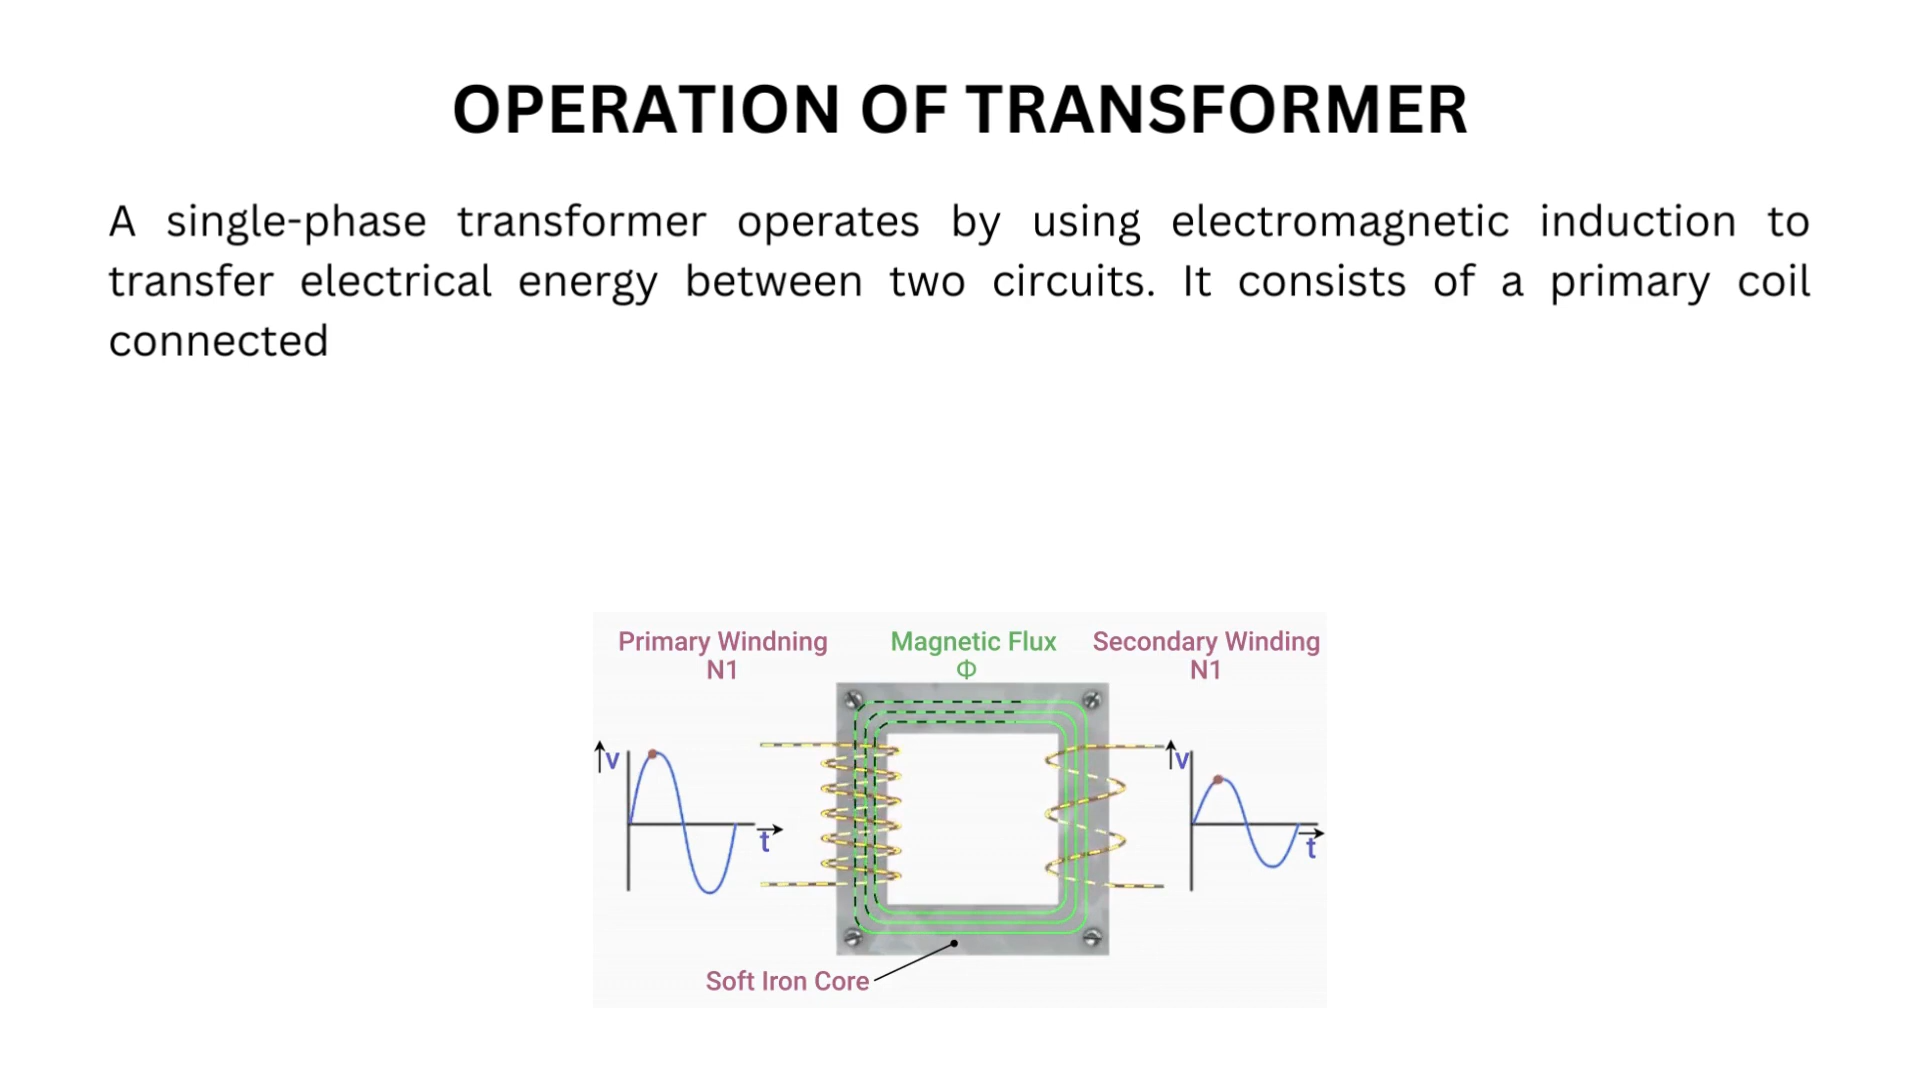 OPERATION OF TRANSFORMER
A single-phase transformer operates by using electromagnetic induction to
transfer electrical energy between two circuits. It consists of a primary coil
connected
Primary Windning
N1
Magnetic Flux
Φ
Secondary Winding
N1
V
t
V
t
Soft Iron Core